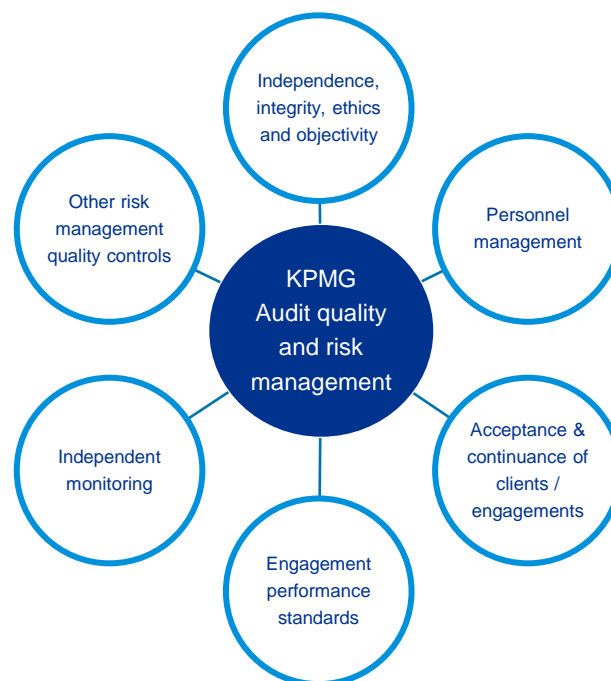 Independence,
integrity, ethics
and objectivity
Other risk
management
quality controls
Personnel
management
KPMG
Audit quality
and risk
management
Independent
monitoring
Acceptance &
continuance of
clients /
engagements
Engagement
performance
standards